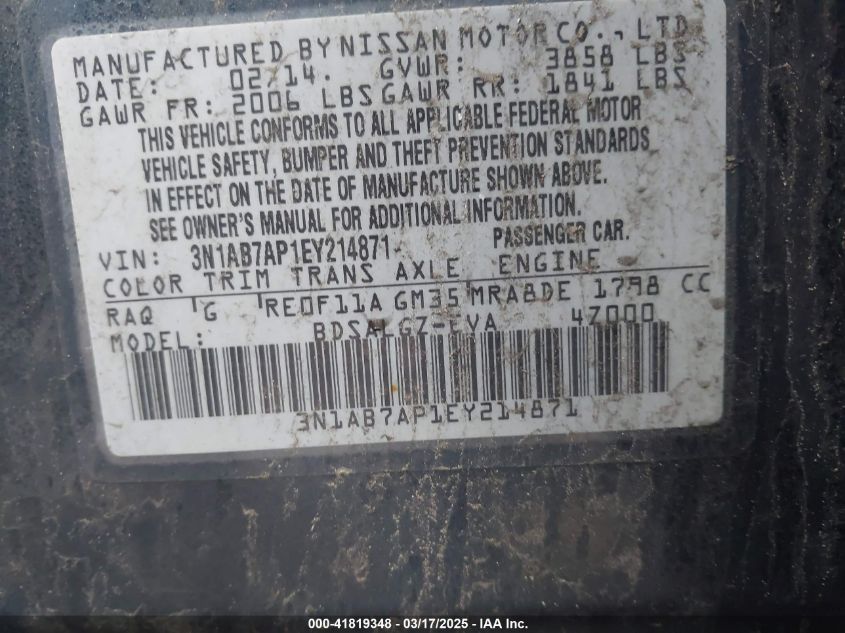 MANUFACTURED BY NISSAN MOTOR CO., LTD
DATE: 02/14. GVWR: 3858 LBS
GAWR FR: 2006 LBS GAWR RR: 1841 LBS
THIS VEHICLE CONFORMS TO ALL APPLICABLE FEDERAL MOTOR
VEHICLE SAFETY, BUMPER AND THEFT PREVENTION STANDARDS
IN EFFECT ON THE DATE OF MANUFACTURE SHOWN ABOVE.
SEE OWNER'S MANUAL FOR ADDITIONAL INFORMATION.
VIN: 3N1AB7AP1EY214871 PASSENGER CAR.
COLOR TRIM TRANS AXLE ENGINE
RAQ G RE0F11A GM35 MRA8DE 1798 CC
MODEL: 47000
3N1AB7AP1EY214871
000-41819348 - 03/17/2025 - IAA Inc.